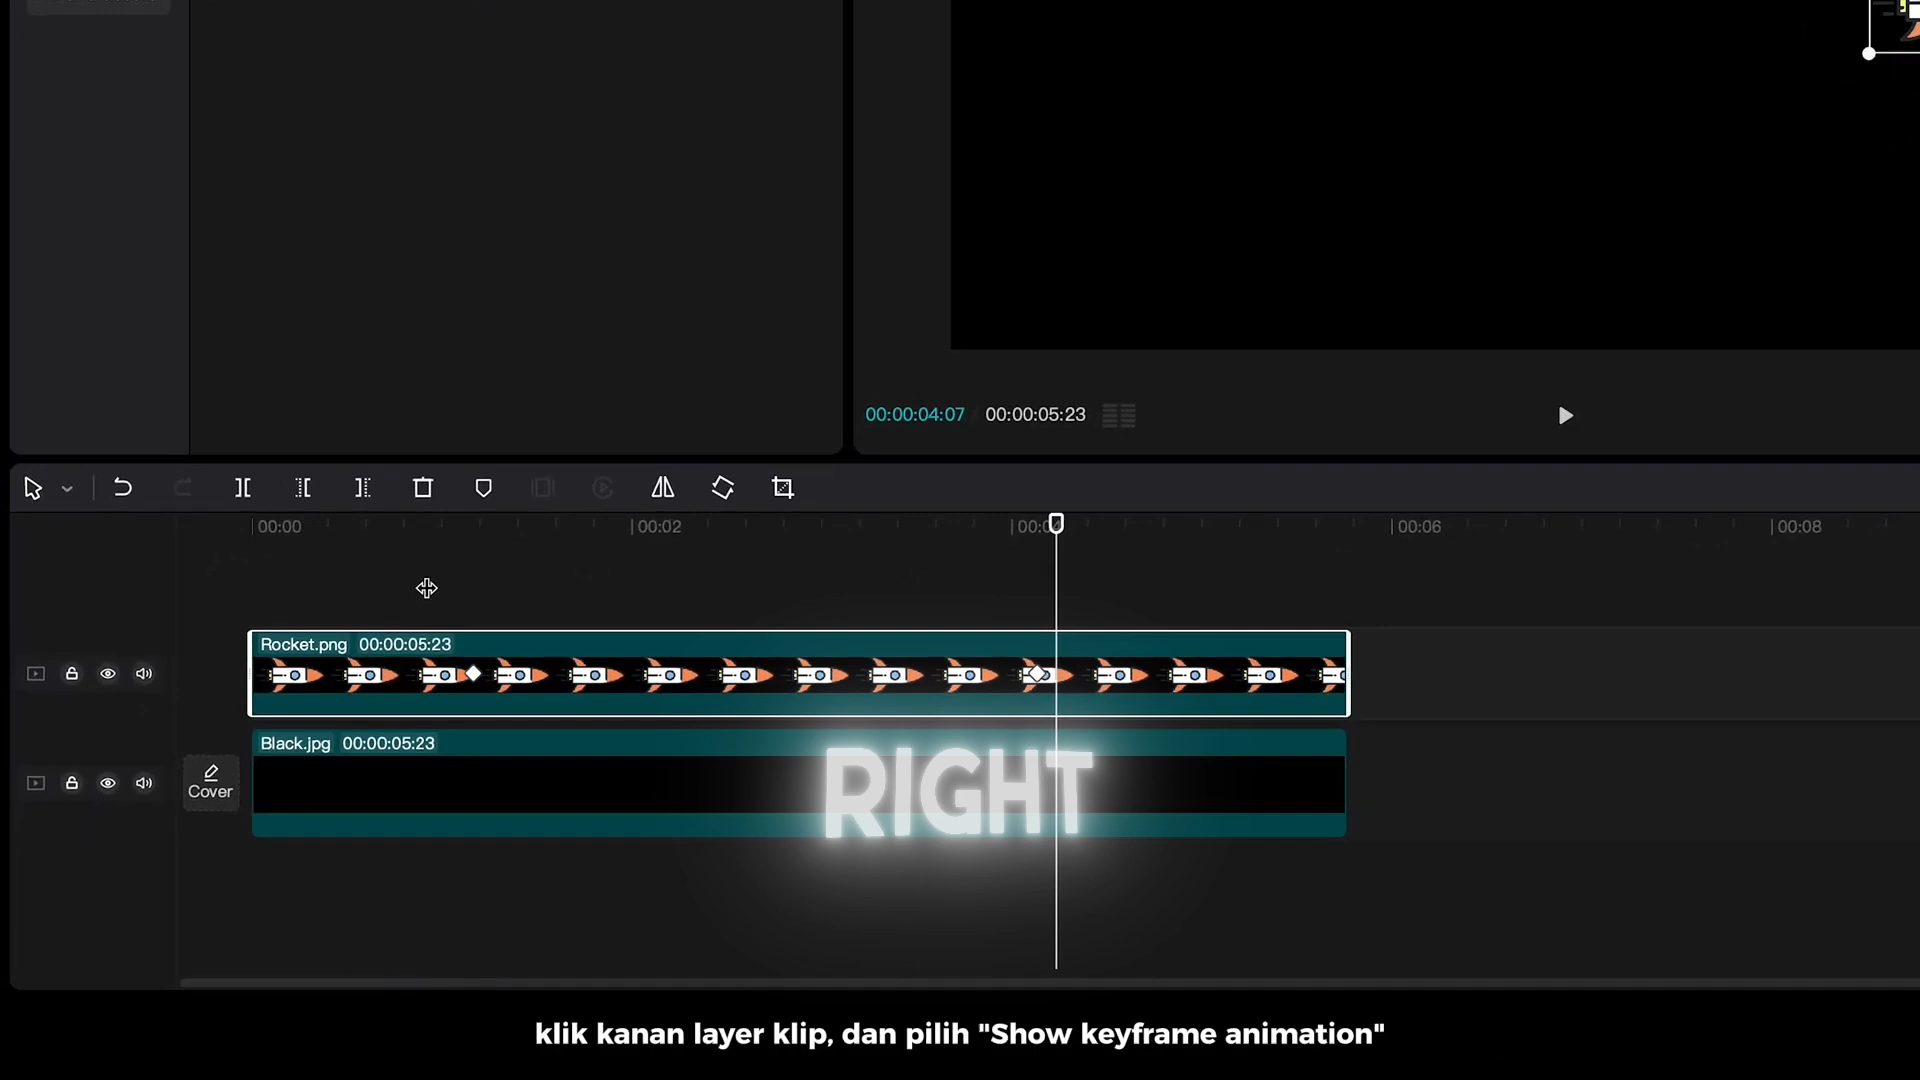 00:00:04:07 00:00:05:23
00:00 00:02 00:04 00:06 00:08
Rocket.png 00:00:05:23
Black.jpg 00:00:05:23
Cover
RIGHT
klik kanan layer klip, dan pilih "Show keyframe animation"